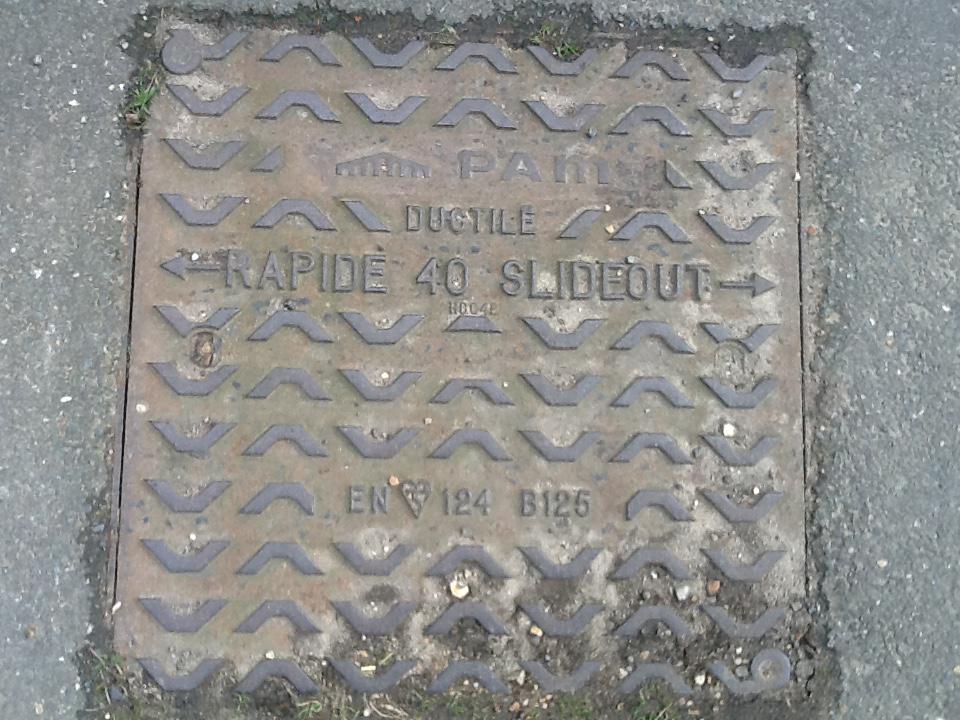 PAM
DUCTILE
RAPIDE 40 SLIDEOUT
EN 124 B125